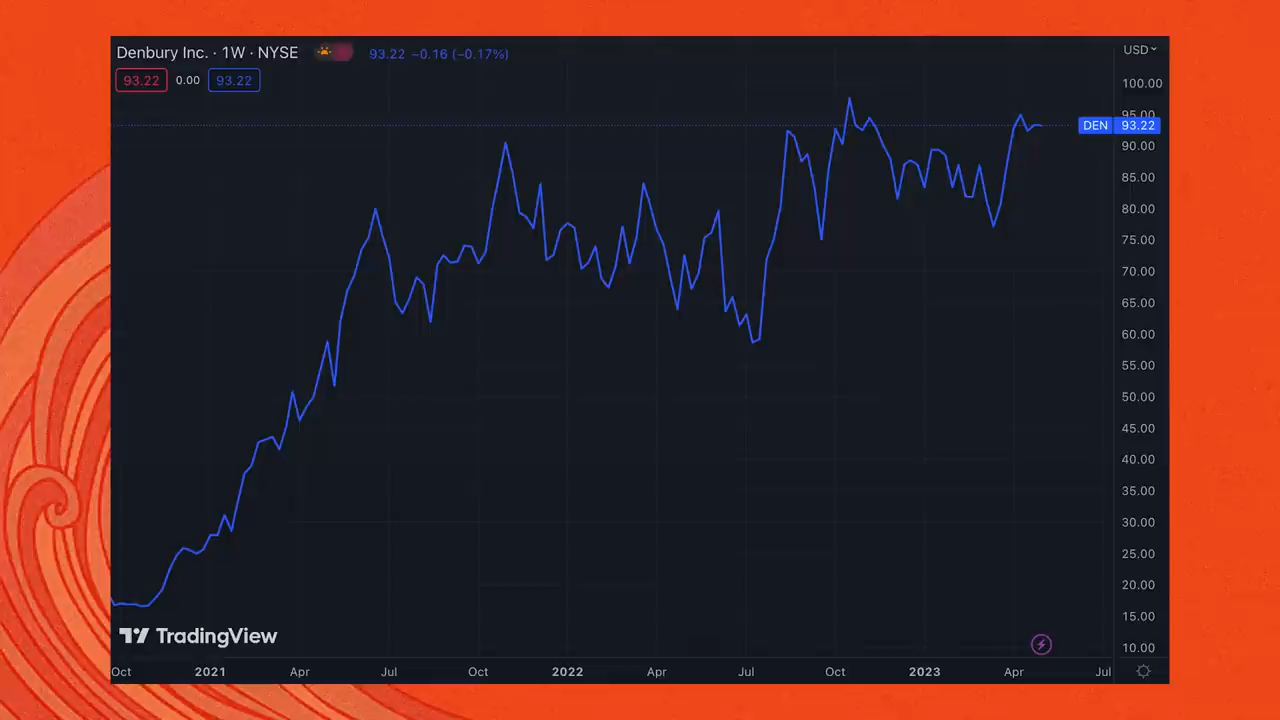 Denbury Inc. · 1W · NYSE
93.22 −0.16 (−0.17%)
USD
93.22 0.00 93.22
100.00
95.00
DEN 93.22
90.00
85.00
80.00
75.00
70.00
65.00
60.00
55.00
50.00
45.00
40.00
35.00
30.00
25.00
20.00
15.00
10.00
TradingView
Oct 2021 Apr Jul Oct 2022 Apr Jul Oct 2023 Apr Jul